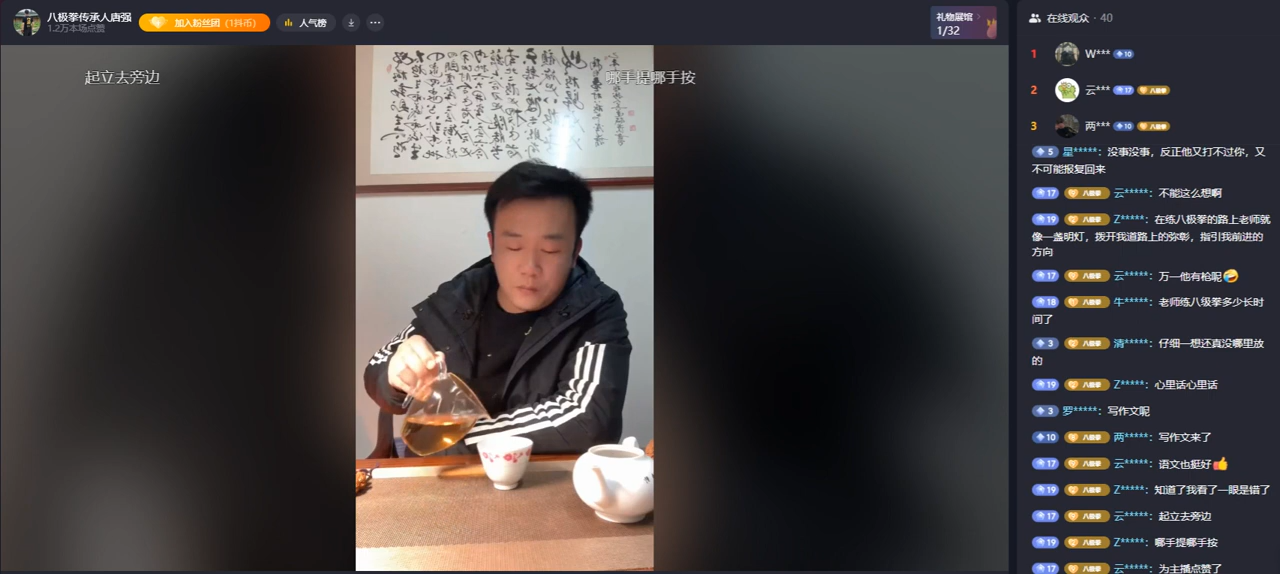 八极拳传承人唐强
1.2万本场点赞
加入粉丝团（1抖币）
人气榜
礼物展馆
1/32
在线观众 · 40
起立去旁边
哪手提哪手按
1 W*** 10
2 云*** 17 八极拳
3 两*** 10 八极拳
5 星*****：没事没事，反正他又打不过你，又
不可能报复回来
17 八极拳 云*****：不能这么想啊
19 八极拳 Z*****：在练八极拳的路上老师就
像一盏明灯，拨开我道路上的弥彰，指引我前进的
方向
17 八极拳 云*****：万一他有枪呢🤣
18 八极拳 牛*****：老师练八级拳多少长时
间了
3 八极拳 清*****：仔细一想还真没哪里放
的
19 八极拳 Z*****：心里话心里话
3 罗*****：写作文呢
10 八极拳 两*****：写作文来了
17 八极拳 云*****：语文也挺好👍
19 八极拳 Z*****：知道了我看了一眼是错了
17 八极拳 云*****：起立去旁边
19 八极拳 Z*****：哪手提哪手按
17 八极拳 云*****：为主播点赞了